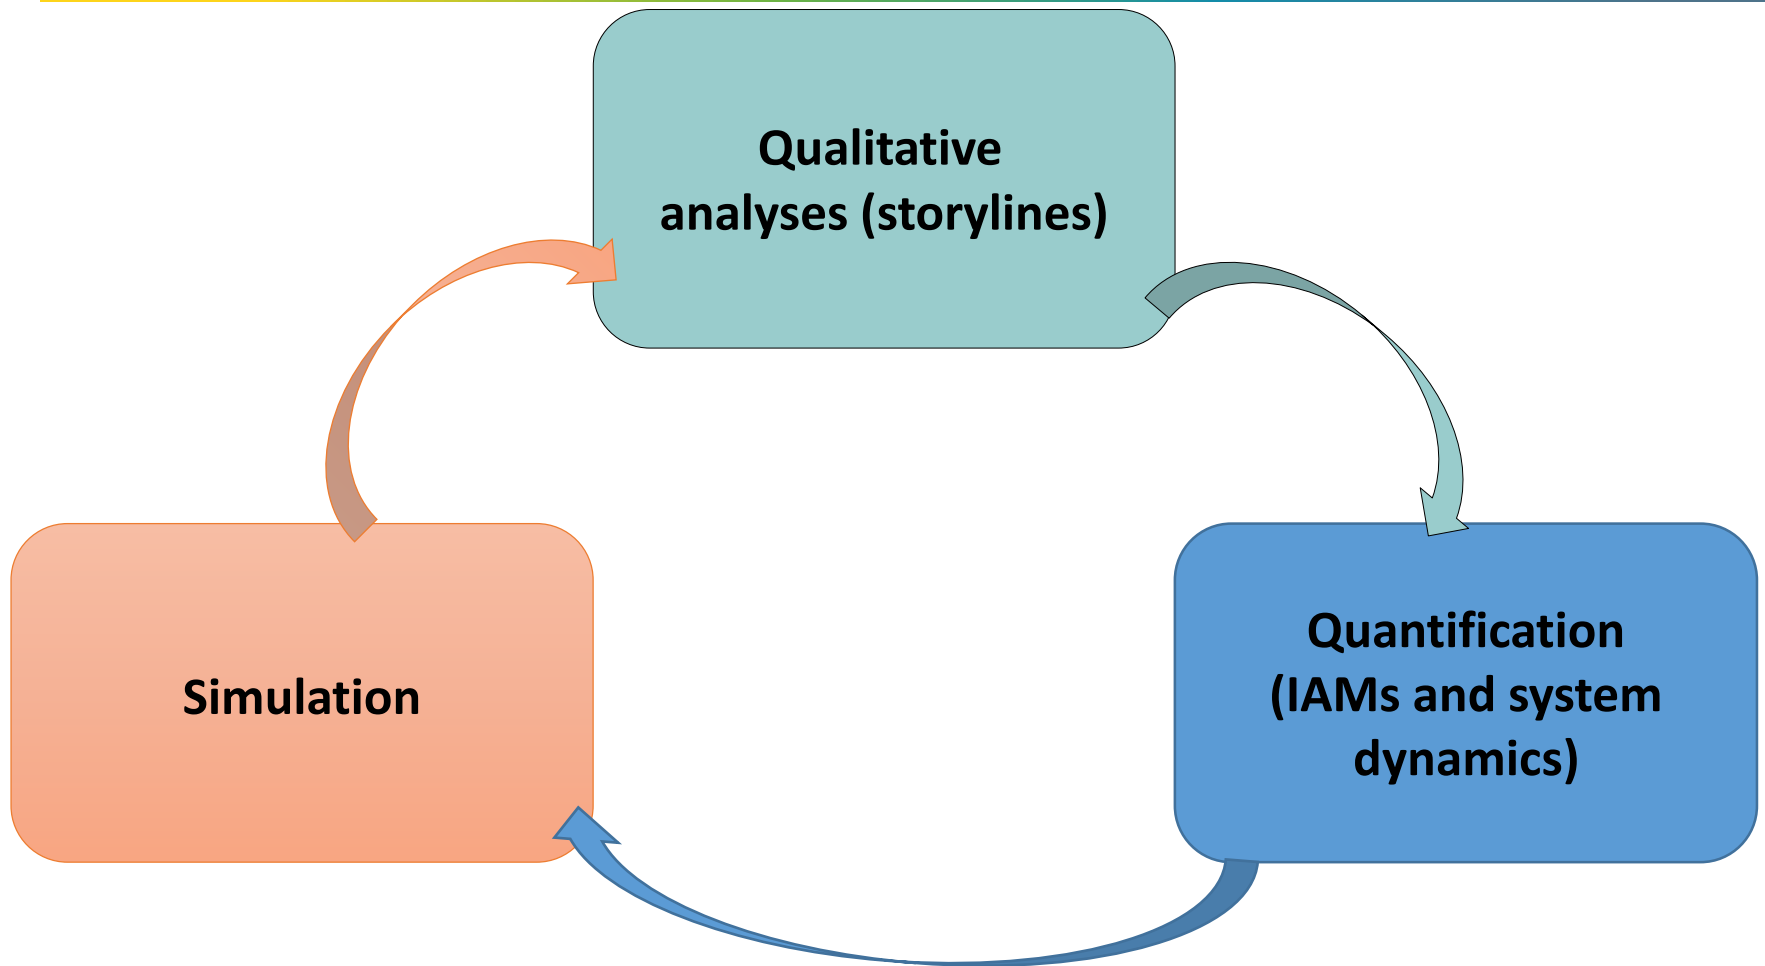 Qualitative
analyses (storylines)
Simulation
Quantification
(IAMs and system
dynamics)